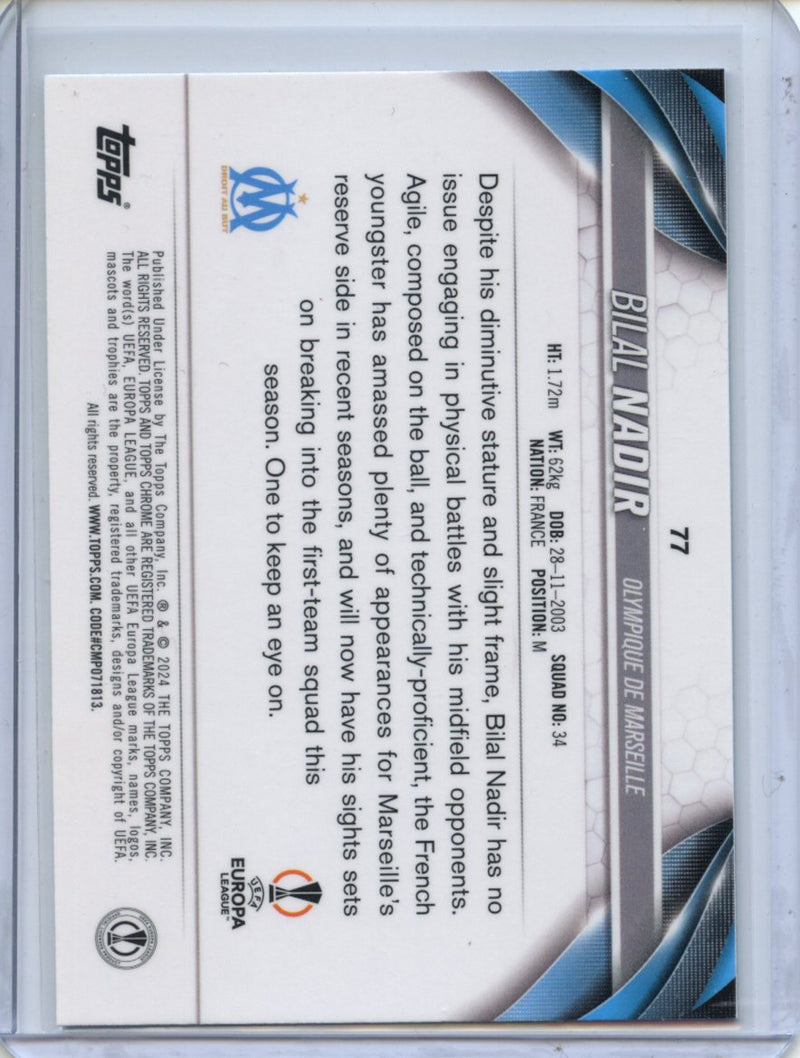 77
BILAL NADIR OLYMPIQUE DE MARSEILLE
HT: 1.72m WT: 62kg DOB: 28-11-2003 SQUAD NO: 34
NATION: FRANCE POSITION: M
Despite his diminutive stature and slight frame, Bilal Nadir has no
issue engaging in physical battles with his midfield opponents.
Agile, composed on the ball, and technically-proficient, the French
youngster has amassed plenty of appearances for Marseille's
reserve side in recent seasons, and will now have his sights sets
on breaking into the first-team squad this
season. One to keep an eye on.
DROIT AU BUT
UEFA
EUROPA
LEAGUE™
topps®
Published Under License by The Topps Company, Inc. ® & © 2024 THE TOPPS COMPANY, INC.
ALL RIGHTS RESERVED. TOPPS AND TOPPS CHROME ARE REGISTERED TRADEMARKS OF THE TOPPS COMPANY, INC.
The word(s) UEFA, EUROPA LEAGUE, and all other UEFA Europa League marks, names, logos,
mascots and trophies are the property, registered trademarks, designs and/or copyright of UEFA.
All rights reserved. WWW.TOPPS.COM. CODE#CMP071813.